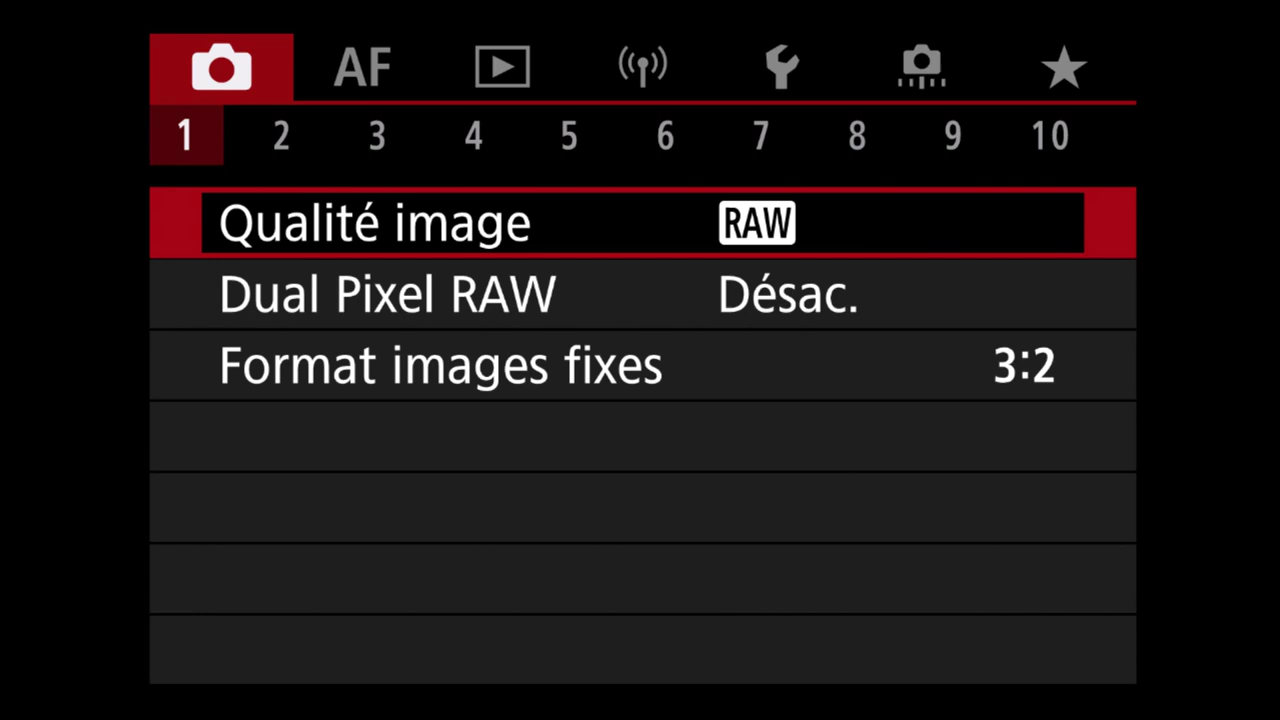 AF
1 2 3 4 5 6 7 8 9 10
Qualité image RAW
Dual Pixel RAW Désac.
Format images fixes 3:2